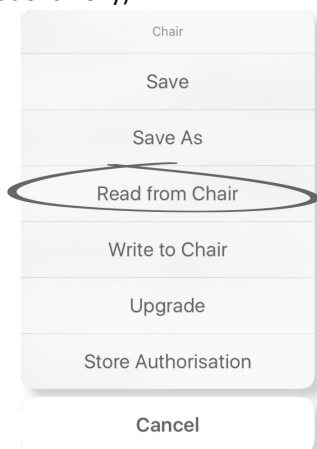 Chair
Save
Save As
Read from Chair
Write to Chair
Upgrade
Store Authorisation
Cancel